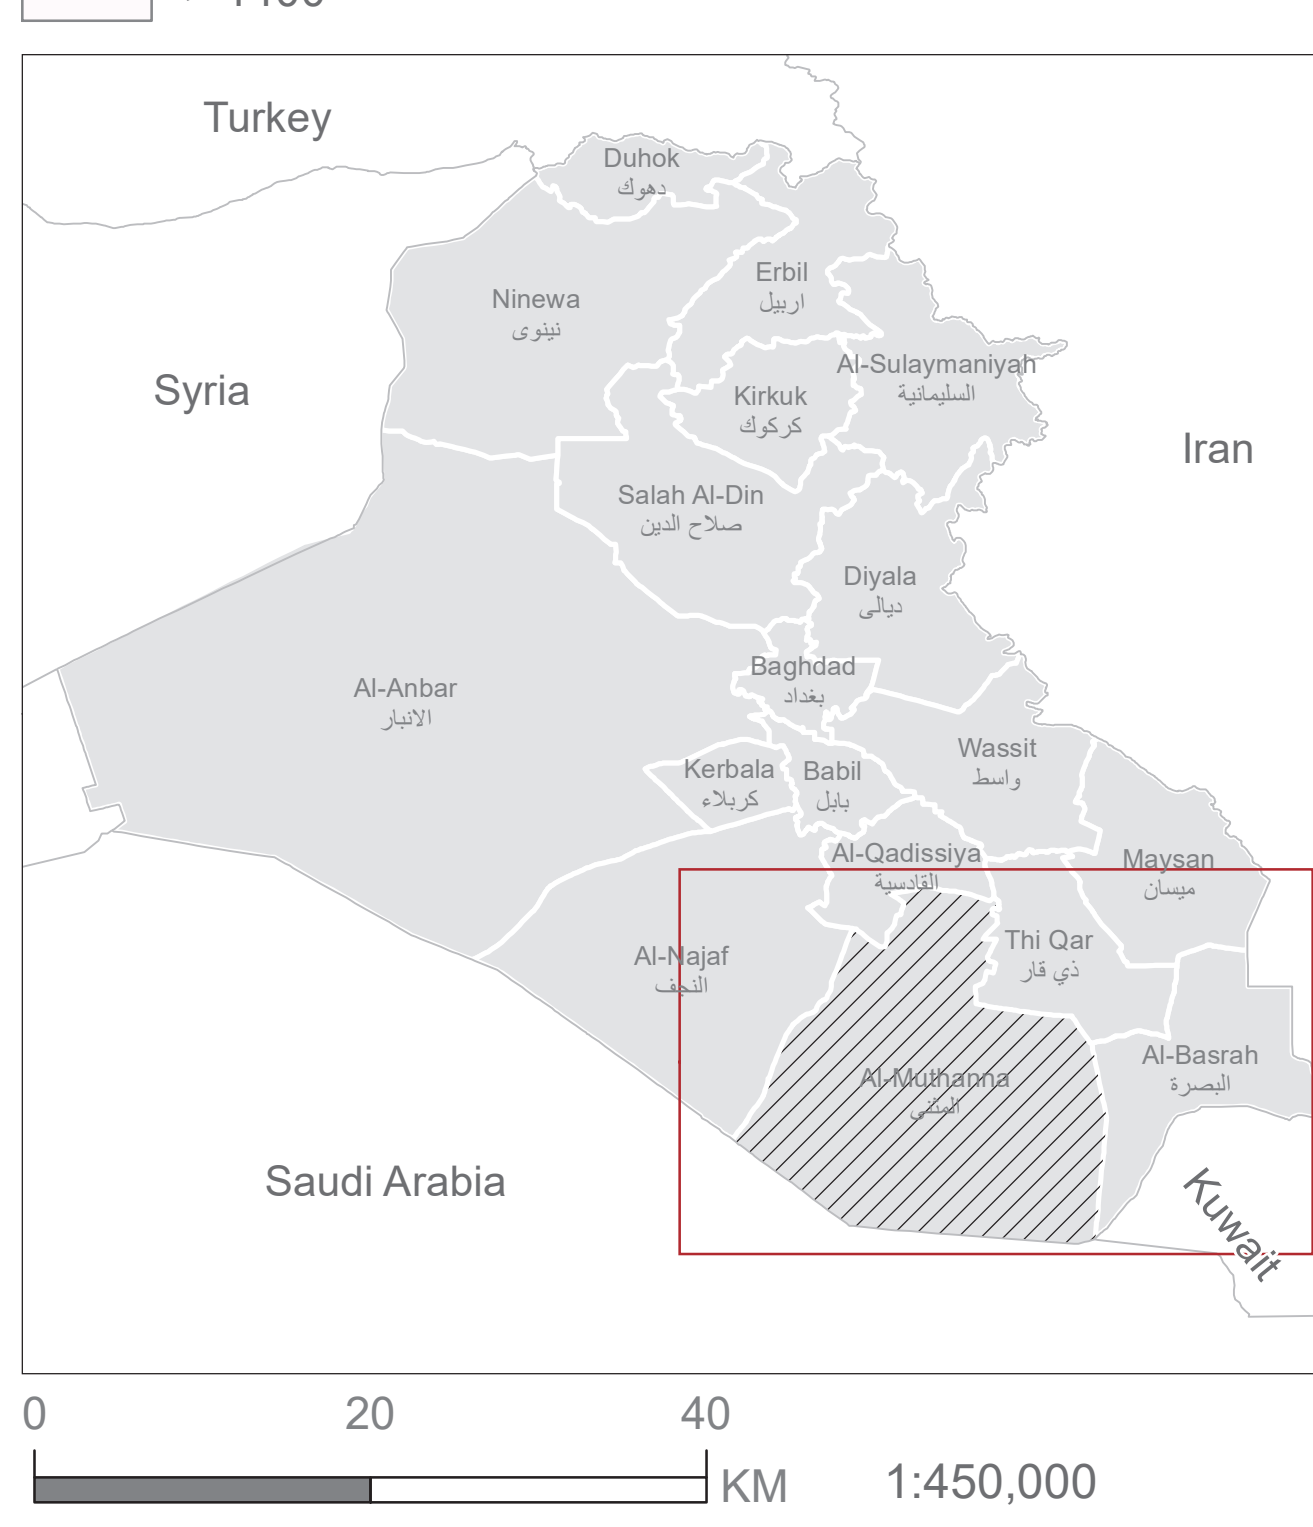 Turkey
Duhok
دهوك
Erbil
اربيل
Ninewa
نينوى
Al-Sulaymaniyah
السليمانية
Syria
Kirkuk
كركوك
Iran
Salah Al-Din
صلاح الدين
Diyala
ديالى
Baghdad
بغداد
Al-Anbar
الانبار
Wassit
واسط
Kerbala
كربلاء
Babil
بابل
Al-Qadissiya
القادسية
Maysan
ميسان
Thi Qar
ذي قار
Al-Najaf
النجف
Al-Basrah
البصرة
Al-Muthanna
المثنى
Saudi Arabia
Kuwait
0 20 40
KM
1:450,000